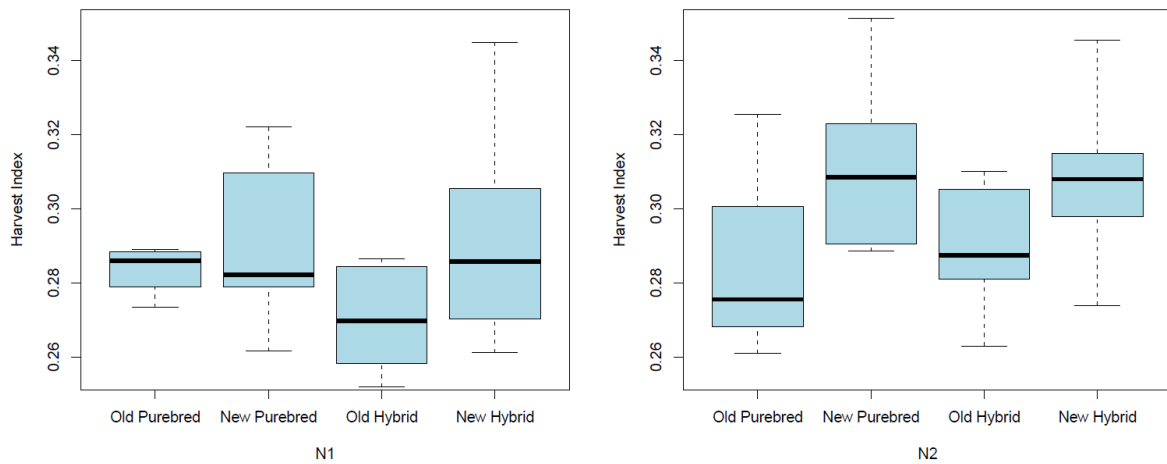 Harvest Index
0.34
0.32
0.30
0.28
0.26
Old Purebred New Purebred Old Hybrid New Hybrid
N1
Harvest Index
0.34
0.32
0.30
0.28
0.26
Old Purebred New Purebred Old Hybrid New Hybrid
N2